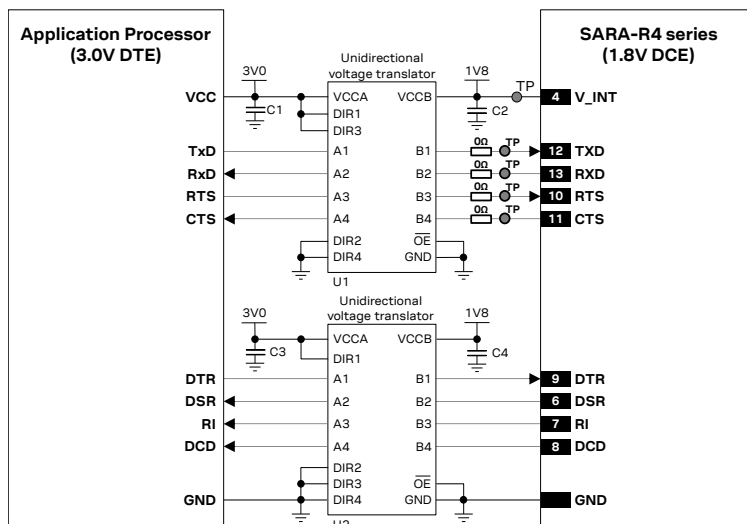 Application Processor
(3.0V DTE)
SARA-R4 series
(1.8V DCE)
Unidirectional
voltage translator
3V0
1V8
TP
VCC
VCCA
VCCB
4
V_INT
C1
C2
DIR1
DIR3
0Ω
TP
TxD
A1
B1
12
TXD
0Ω
TP
RxD
A2
B2
13
RXD
0Ω
TP
RTS
A3
B3
10
RTS
0Ω
TP
CTS
A4
B4
11
CTS
DIR2
OE
DIR4
GND
U1
Unidirectional
voltage translator
3V0
1V8
VCCA
VCCB
C3
C4
DIR1
DTR
A1
B1
9
DTR
DSR
A2
B2
6
DSR
RI
A3
B3
7
RI
DCD
A4
B4
8
DCD
DIR2
DIR3
OE
GND
DIR4
GND
GND